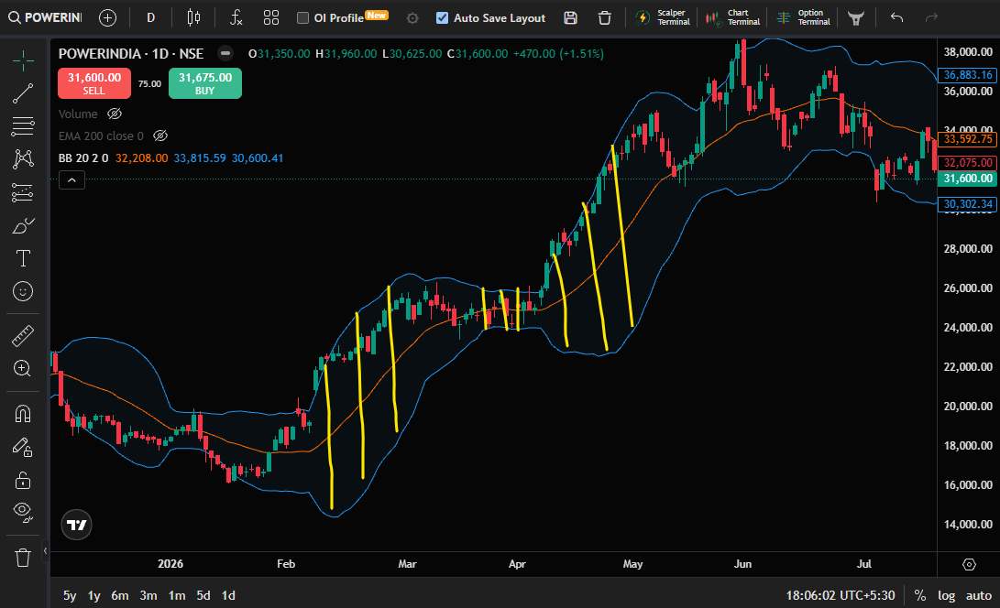 POWERINI D OI Profile New Auto Save Layout Scalper Terminal Chart Terminal Option Terminal
POWERINDIA · 1D · NSE O31,350.00 H31,960.00 L30,625.00 C31,600.00 +470.00 (+1.51%)
31,600.00 SELL 75.00 31,675.00 BUY
Volume
EMA 200 close 0
BB 20 2 0 32,208.00 33,815.59 30,600.41
38,000.00
36,883.16
36,000.00
34,000.00
33,592.75
32,075.00
31,600.00
30,302.34
30,000.00
28,000.00
26,000.00
24,000.00
22,000.00
20,000.00
18,000.00
16,000.00
14,000.00
2026 Feb Mar Apr May Jun Jul
5y 1y 6m 3m 1m 5d 1d 18:06:02 UTC+5:30 % log auto